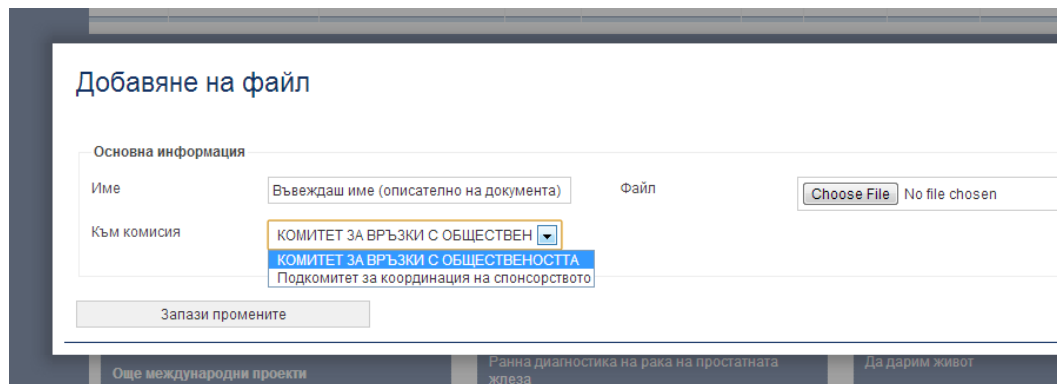 Добавяне на файл
Основна информация
Име
Въвеждаш име (описателно на документа)
Файл
Choose File No file chosen
Към комисия
КОМИТЕТ ЗА ВРЪЗКИ С ОБЩЕСТВЕН
КОМИТЕТ ЗА ВРЪЗКИ С ОБЩЕСТВЕНОСТТА
Подкомитет за координация на спонсорството
Запази промените
Още международни проекти
Ранна диагностика на рака на простатната
жлеза
Да дарим живот